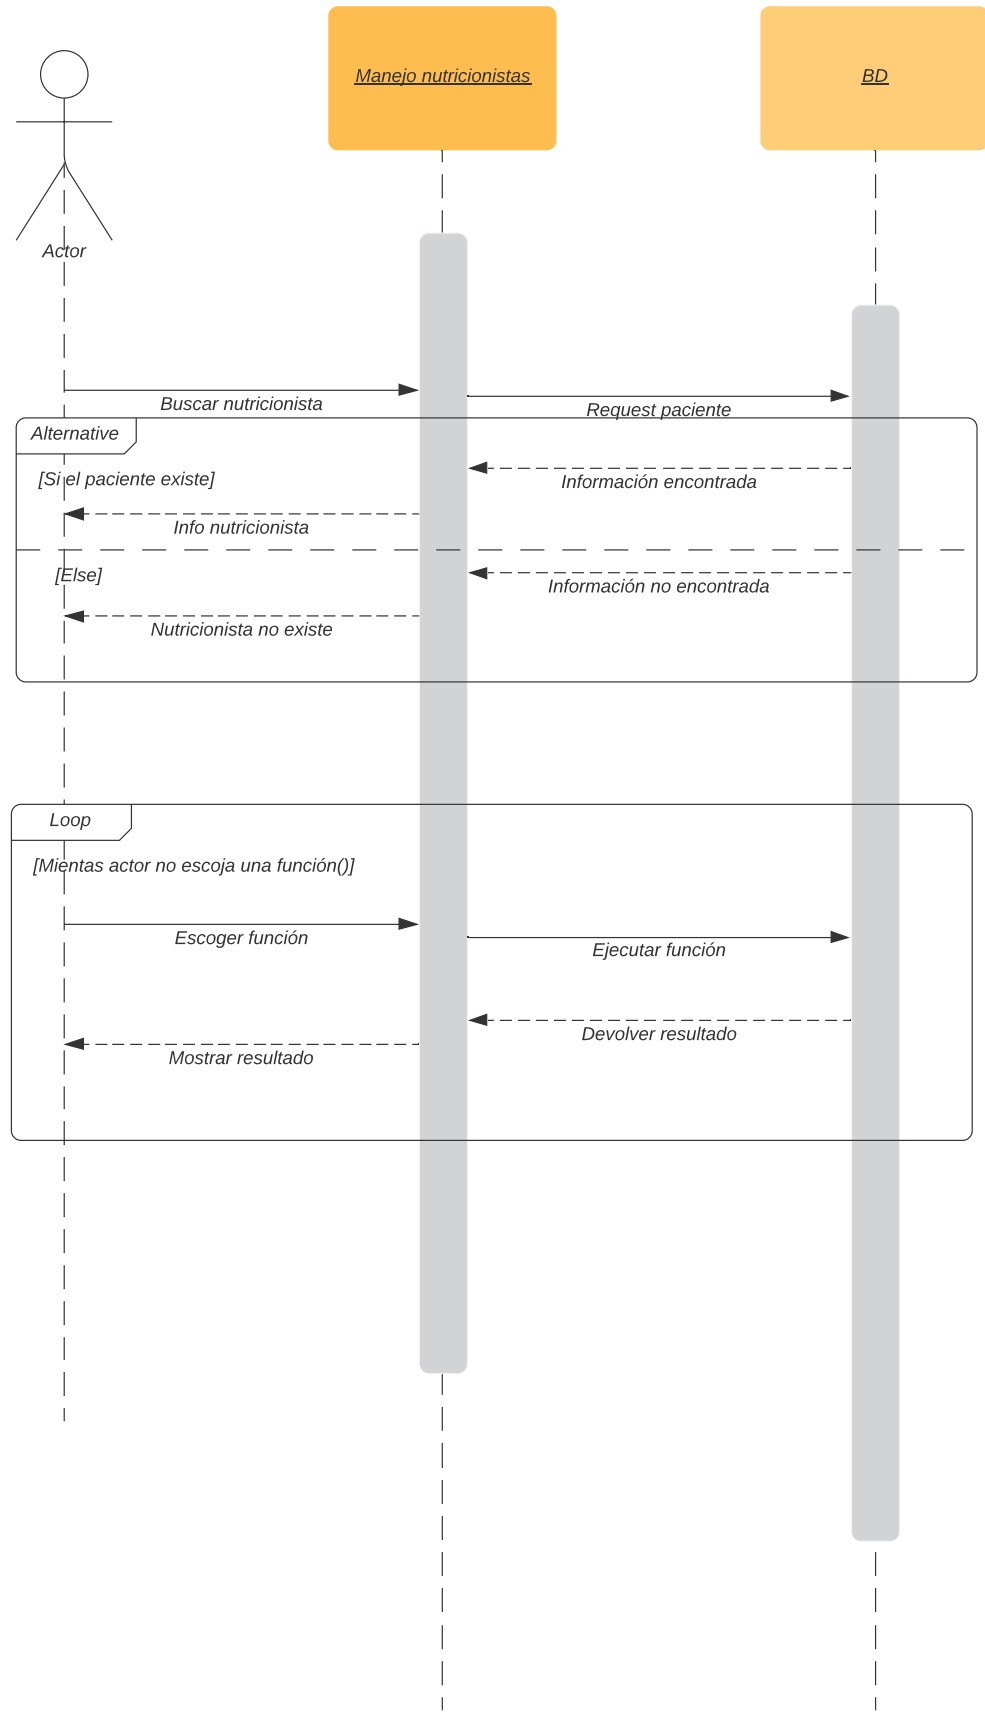 Manejo nutricionistas
BD
Actor
Buscar nutricionista
Request paciente
Alternative
[Si el paciente existe]
Información encontrada
Info nutricionista
[Else]
Información no encontrada
Nutricionista no existe
Loop
[Mientas actor no escoja una función()]
Escoger función
Ejecutar función
Devolver resultado
Mostrar resultado